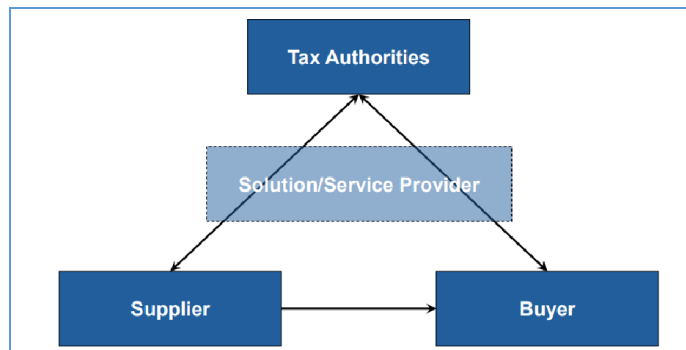 Tax Authorities
Solution/Service Provider
Supplier
Buyer